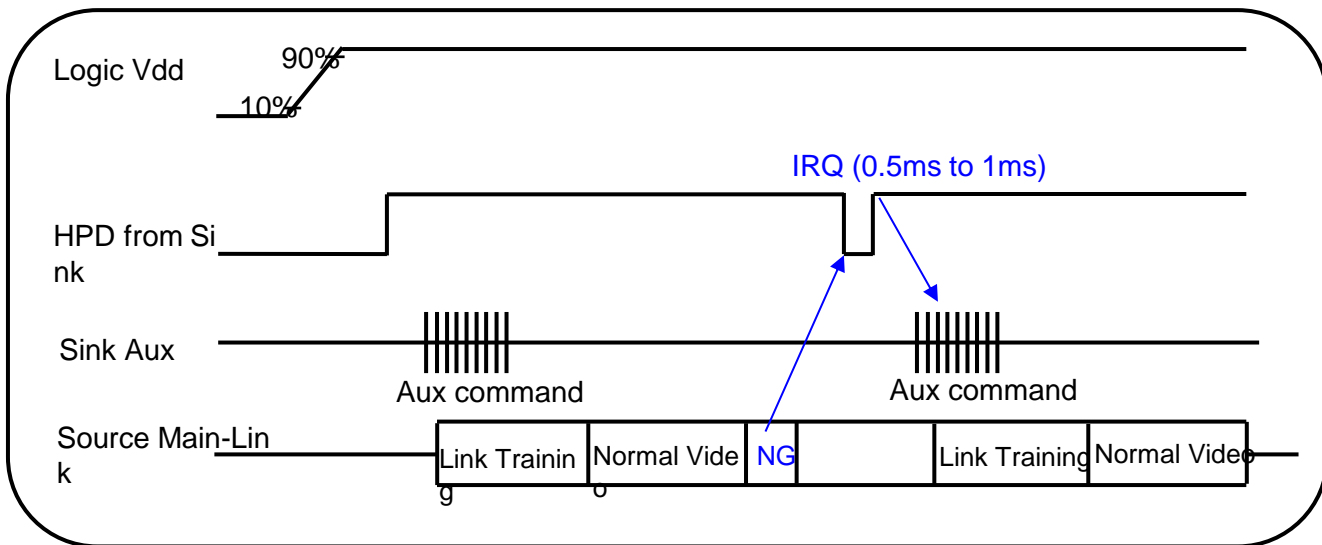 Logic Vdd
90%
10%
IRQ (0.5ms to 1ms)
HPD from Si
nk
Sink Aux
Aux command
Aux command
Source Main-Lin
k
Link Trainin
g
Normal Vide
o
NG
Link Training
Normal Video